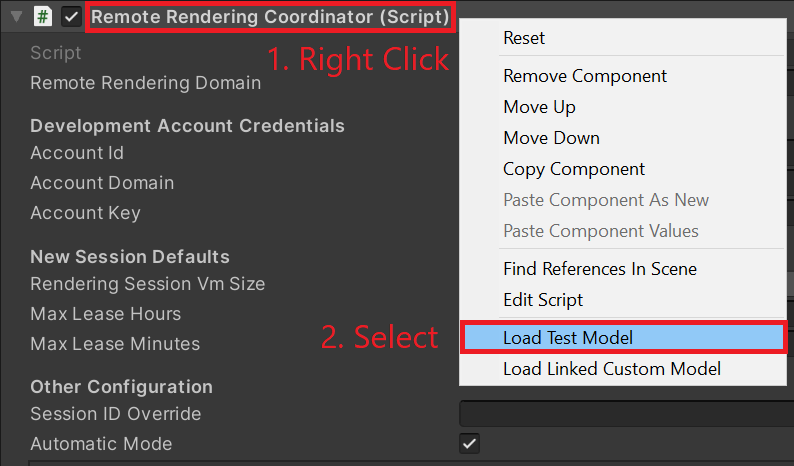 # Remote Rendering Coordinator (Script)
1. Right Click
Script
Remote Rendering Domain
Development Account Credentials
Account Id
Account Domain
Account Key
New Session Defaults
Rendering Session Vm Size
Max Lease Hours
Max Lease Minutes
Other Configuration
Session ID Override
Automatic Mode
Reset
Remove Component
Move Up
Move Down
Copy Component
Paste Component As New
Paste Component Values
Find References In Scene
Edit Script
2. Select
Load Test Model
Load Linked Custom Model